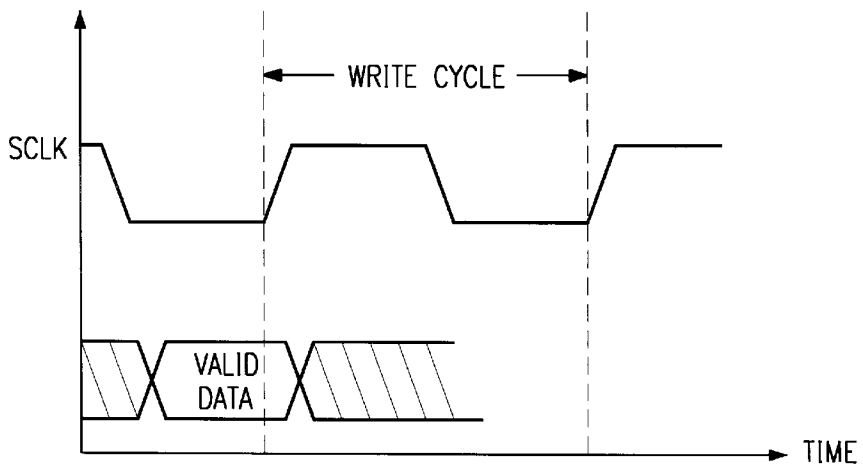 WRITE CYCLE
SCLK
VALID
DATA
TIME